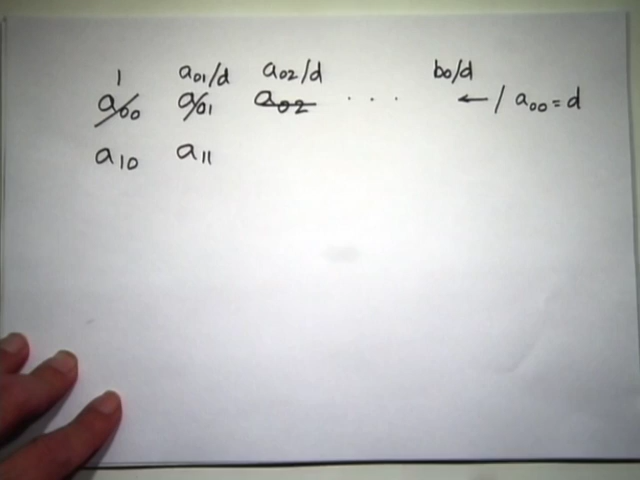 1 a01/d a02/d b0/d
a00 a01 a02 . . . ← / a00 = d
a10 a11